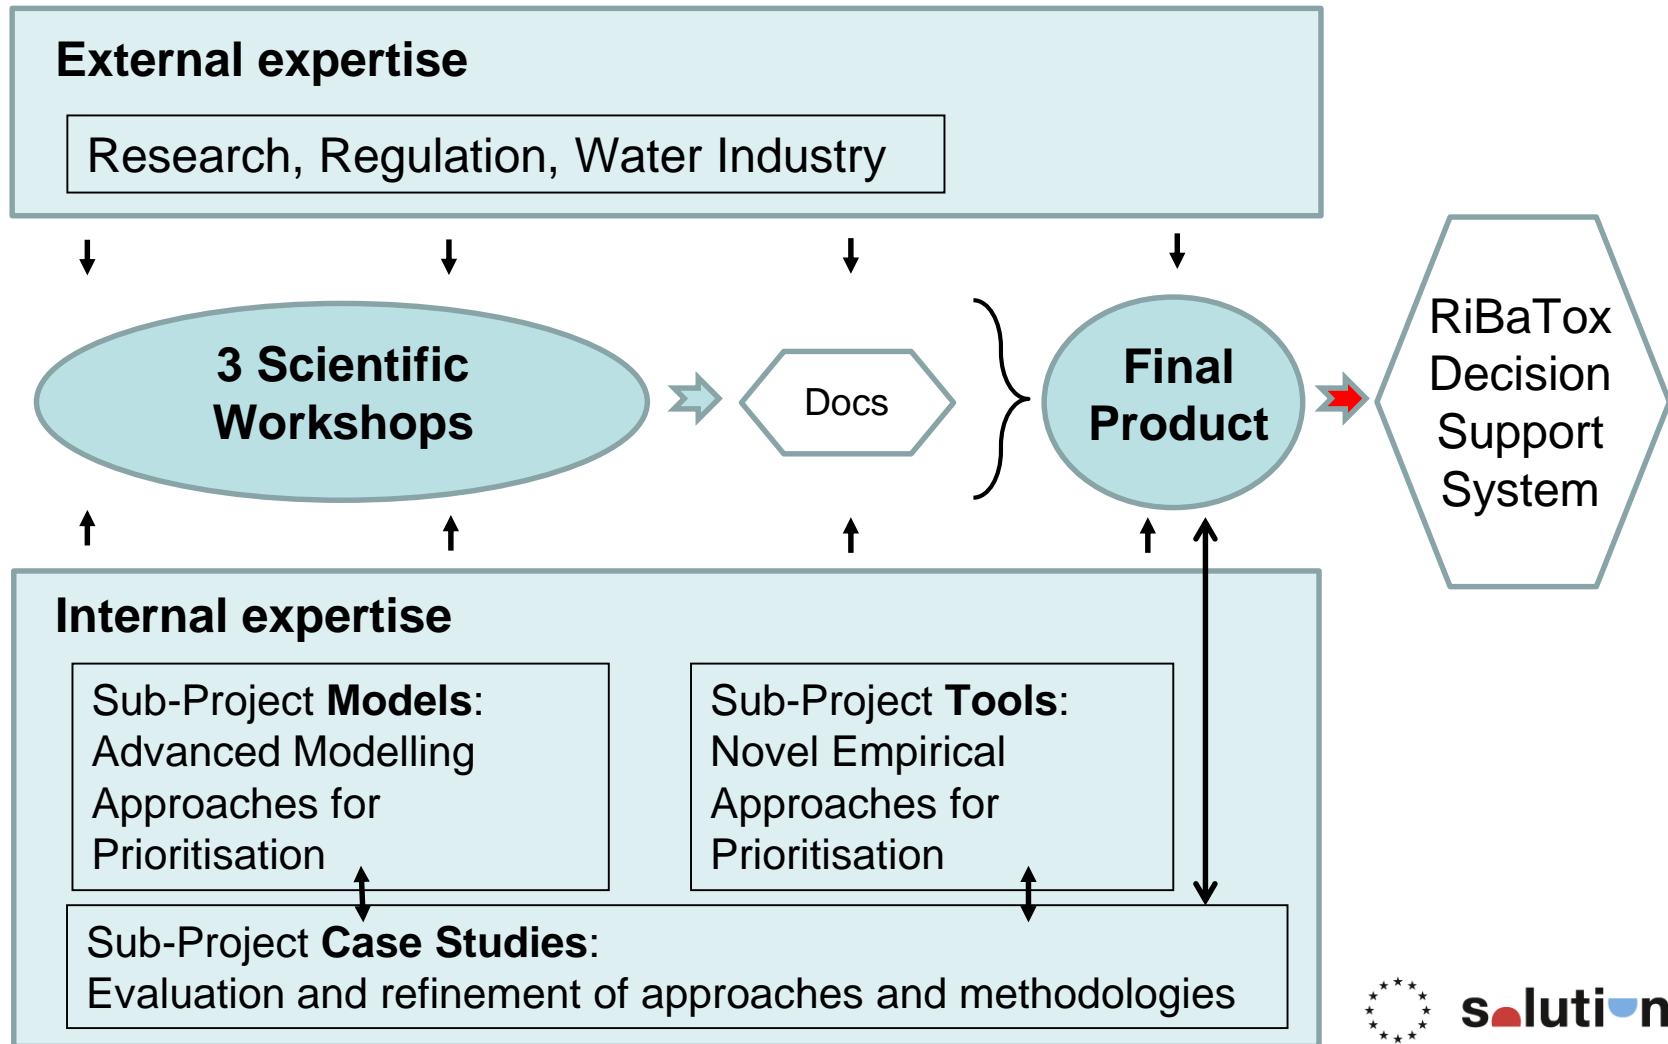 External expertise
Research, Regulation, Water Industry
3 Scientific
Workshops
Docs
Final
Product
RiBaTox
Decision
Support
System
Internal expertise
Sub-Project Models:
Advanced Modelling
Approaches for
Prioritisation
Sub-Project Tools:
Novel Empirical
Approaches for
Prioritisation
Sub-Project Case Studies:
Evaluation and refinement of approaches and methodologies
solution